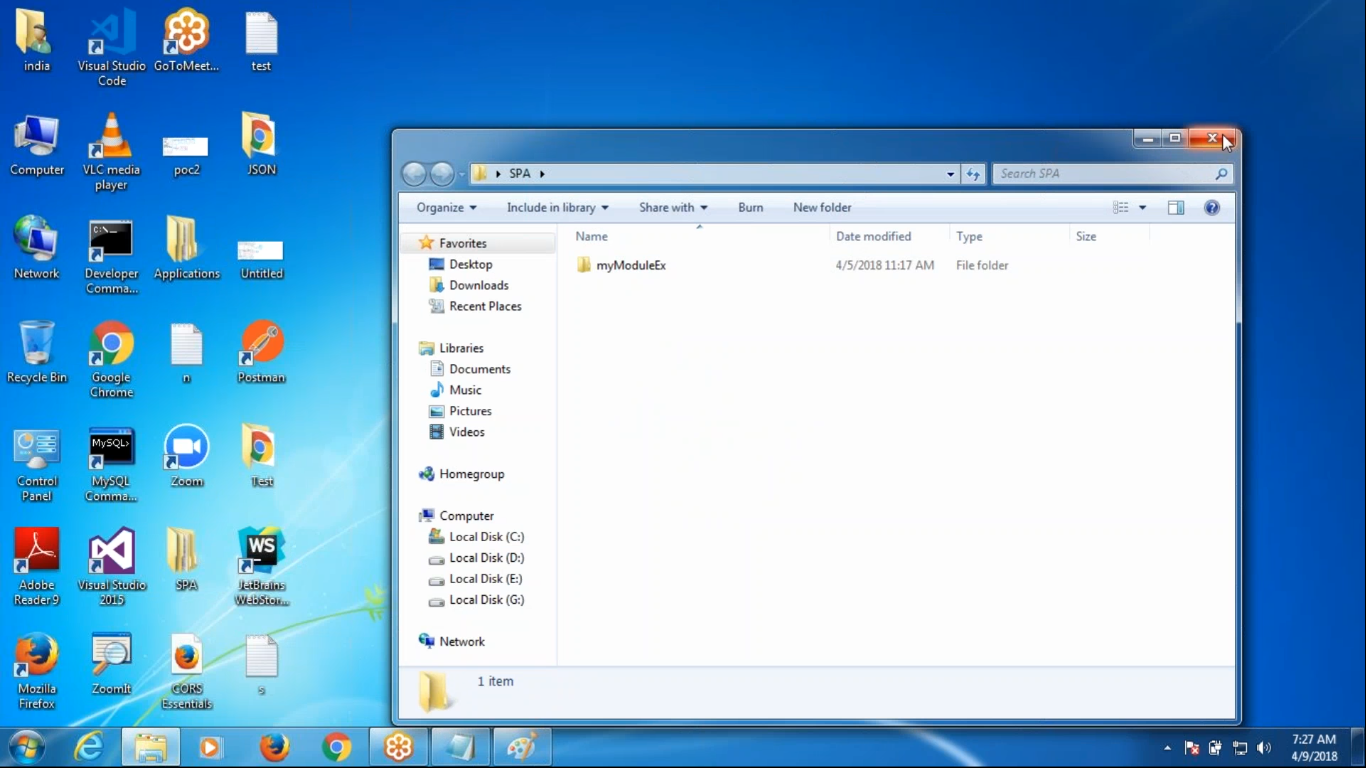 india
Visual Studio
Code
GoToMeet...
test
Computer
VLC media
player
poc2
JSON
Network
C:\_
Developer
Comma...
Applications
Untitled
Recycle Bin
Google
Chrome
n
Postman
Control
Panel
MySQL>
MySQL
Comma...
Zoom
Test
Adobe
Reader 9
Visual Studio
2015
SPA
WS
JetBrains
WebStor...
Mozilla
Firefox
ZoomIt
CORS
Essentials
s
SPA
Search SPA
Organize
Include in library
Share with
Burn
New folder
Name
Date modified
Type
Size
myModuleEx
4/5/2018 11:17 AM
File folder
Favorites
Desktop
Downloads
Recent Places
Libraries
Documents
Music
Pictures
Videos
Homegroup
Computer
Local Disk (C:)
Local Disk (D:)
Local Disk (E:)
Local Disk (G:)
Network
1 item
7:27 AM
4/9/2018